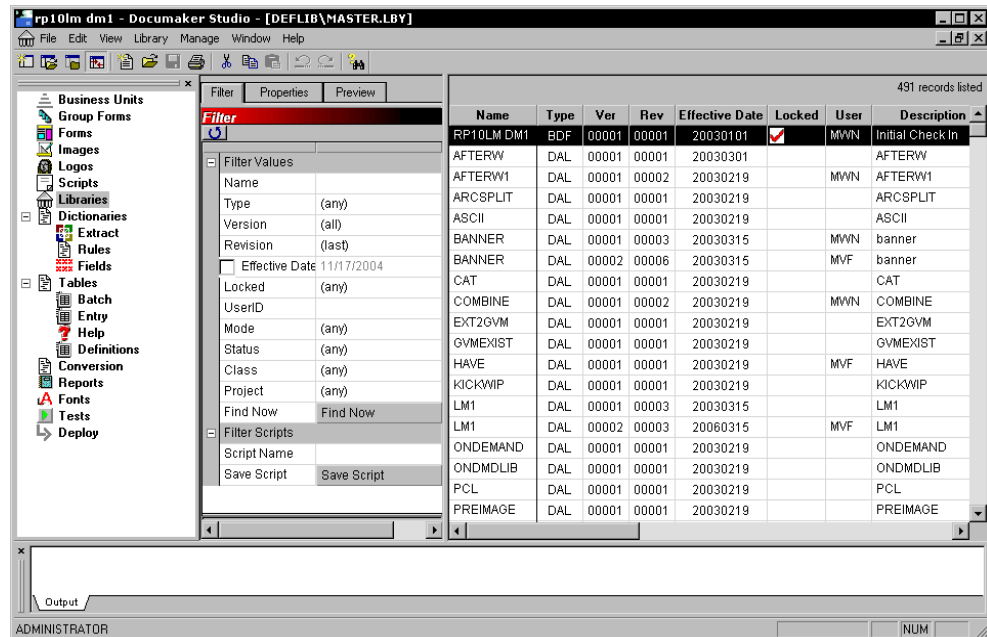 rp10lm dm1 - Documaker Studio - [DEFLIB\MASTER.LBY]
File Edit View Library Manage Window Help
Business Units
Group Forms
Forms
Images
Logos
Scripts
Libraries
Dictionaries
Extract
Rules
Fields
Tables
Batch
Entry
Help
Definitions
Conversion
Reports
Fonts
Tests
Deploy
Filter Properties Preview
Filter
Filter Values
Name
Type (any)
Version (all)
Revision (last)
Effective Date 11/17/2004
Locked (any)
UserID
Mode (any)
Status (any)
Class (any)
Project (any)
Find Now Find Now
Filter Scripts
Script Name
Save Script Save Script
491 records listed
Name Type Ver Rev Effective Date Locked User Description
RP10LM DM1 BDF 00001 00001 20030101 MWN Initial Check In
AFTERW DAL 00001 00001 20030301 AFTERW
AFTERW1 DAL 00001 00002 20030219 MWN AFTERW1
ARCSPLIT DAL 00001 00001 20030219 ARCSPLIT
ASCII DAL 00001 00001 20030219 ASCII
BANNER DAL 00001 00003 20030315 MWN banner
BANNER DAL 00002 00006 20030315 MVF banner
CAT DAL 00001 00001 20030219 CAT
COMBINE DAL 00001 00002 20030219 MWN COMBINE
EXT2GVM DAL 00001 00001 20030219 EXT2GVM
GVMEXIST DAL 00001 00001 20030219 GVMEXIST
HAVE DAL 00001 00001 20030219 MVF HAVE
KICKWIP DAL 00001 00001 20030219 KICKWIP
LM1 DAL 00001 00003 20030315 LM1
LM1 DAL 00002 00003 20060315 MVF LM1
ONDEMAND DAL 00001 00001 20030219 ONDEMAND
ONDMDLIB DAL 00001 00001 20030219 ONDMDLIB
PCL DAL 00001 00001 20030219 PCL
PREIMAGE DAL 00001 00001 20030219 PREIMAGE
Output
ADMINISTRATOR NUM